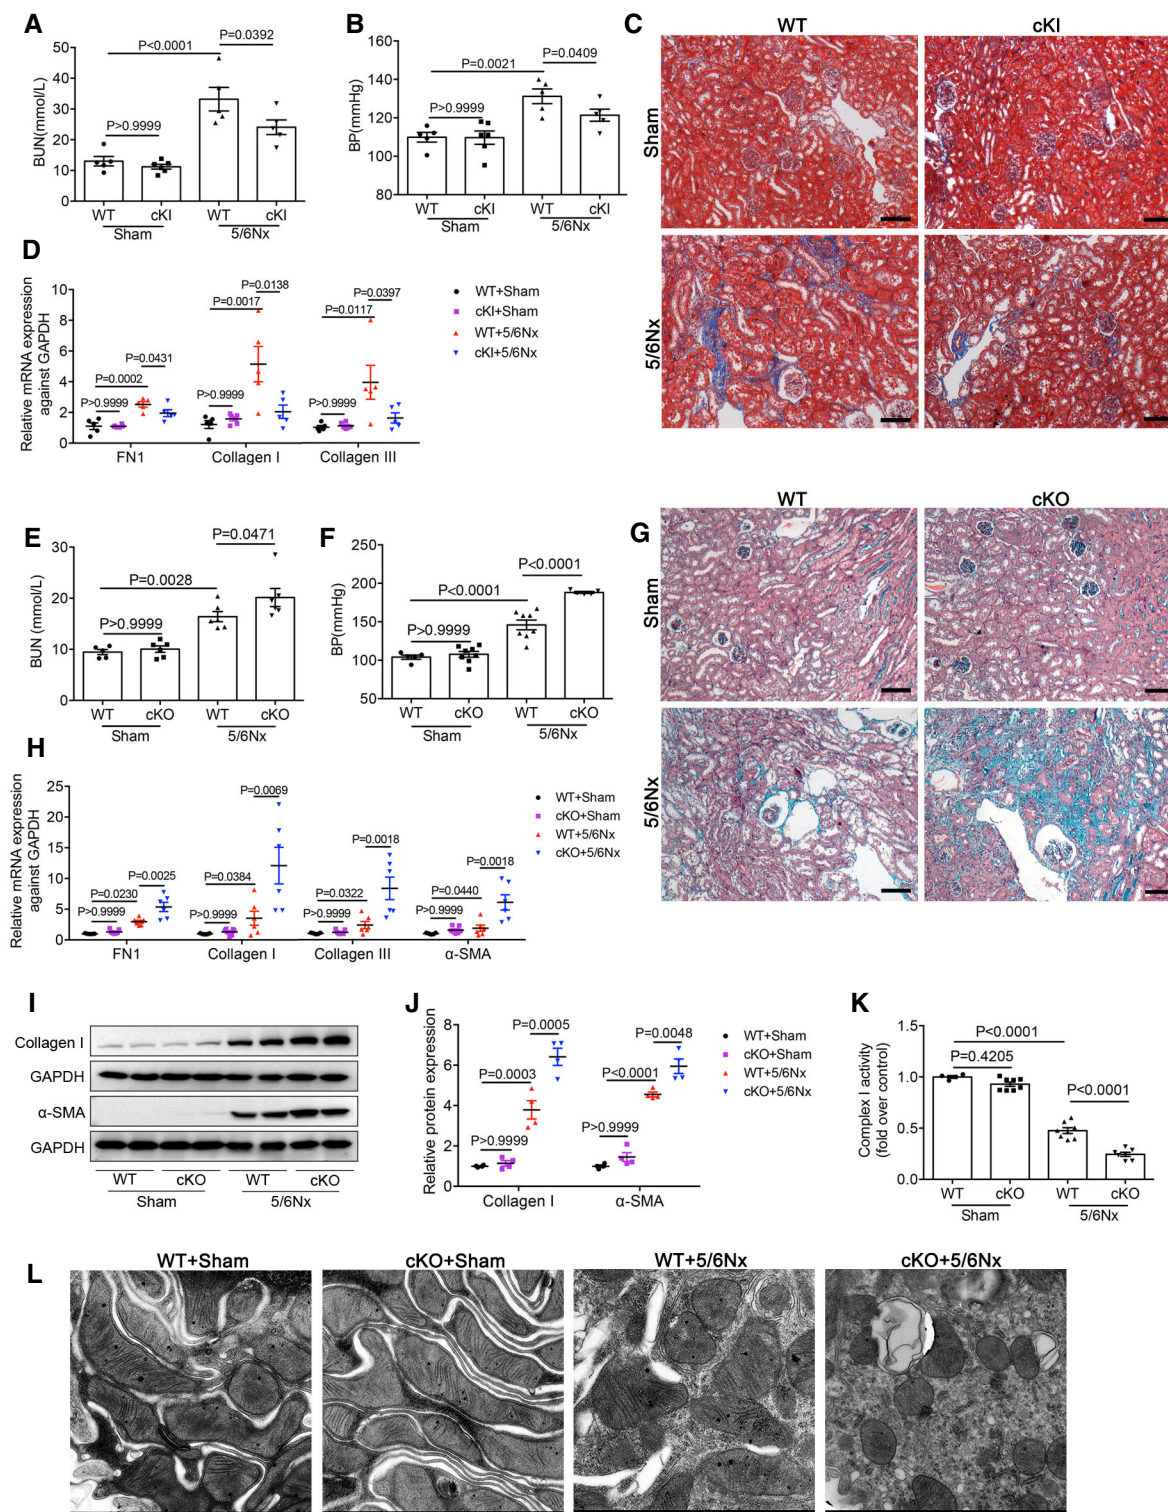 A
BUN(mmol/L)
50
40
30
20
10
0
P<0.0001
P=0.0392
P>0.9999
WT
cKI
WT
cKI
Sham
5/6Nx
B
BP(mmHg)
160
140
120
100
80
P=0.0021
P=0.0409
P>0.9999
WT
cKI
WT
cKI
Sham
5/6Nx
C
WT
cKI
Sham
5/6Nx
D
Relative mRNA expression
against GAPDH
10
8
6
4
2
0
P>0.9999
P=0.0002
P=0.0431
P>0.9999
P=0.0017
P=0.0138
P>0.9999
P=0.0117
P=0.0397
FN1
Collagen I
Collagen III
WT+Sham
cKI+Sham
WT+5/6Nx
cKI+5/6Nx
E
BUN (mmol/L)
30
20
10
0
P=0.0471
P=0.0028
P>0.9999
WT
cKO
WT
cKO
Sham
5/6Nx
F
BP(mmHg)
250
200
150
100
50
P<0.0001
P<0.0001
P>0.9999
WT
cKO
WT
cKO
Sham
5/6Nx
G
WT
cKO
Sham
5/6Nx
H
Relative mRNA expression
against GAPDH
25
20
15
10
5
0
P>0.9999
P=0.0230
P=0.0025
P>0.9999
P=0.0384
P=0.0069
P>0.9999
P=0.0322
P=0.0018
P>0.9999
P=0.0440
P=0.0018
FN1
Collagen I
Collagen III
α-SMA
WT+Sham
cKO+Sham
WT+5/6Nx
cKO+5/6Nx
I
Collagen I
GAPDH
α-SMA
GAPDH
WT
cKO
WT
cKO
Sham
5/6Nx
J
Relative protein expression
8
6
4
2
0
P>0.9999
P=0.0003
P=0.0005
P>0.9999
P<0.0001
P=0.0048
Collagen I
α-SMA
WT+Sham
cKO+Sham
WT+5/6Nx
cKO+5/6Nx
K
Complex I activity
(fold over control)
1.5
1.0
0.5
0.0
P<0.0001
P=0.4205
P<0.0001
WT
cKO
WT
cKO
Sham
5/6Nx
L
WT+Sham
cKO+Sham
WT+5/6Nx
cKO+5/6Nx